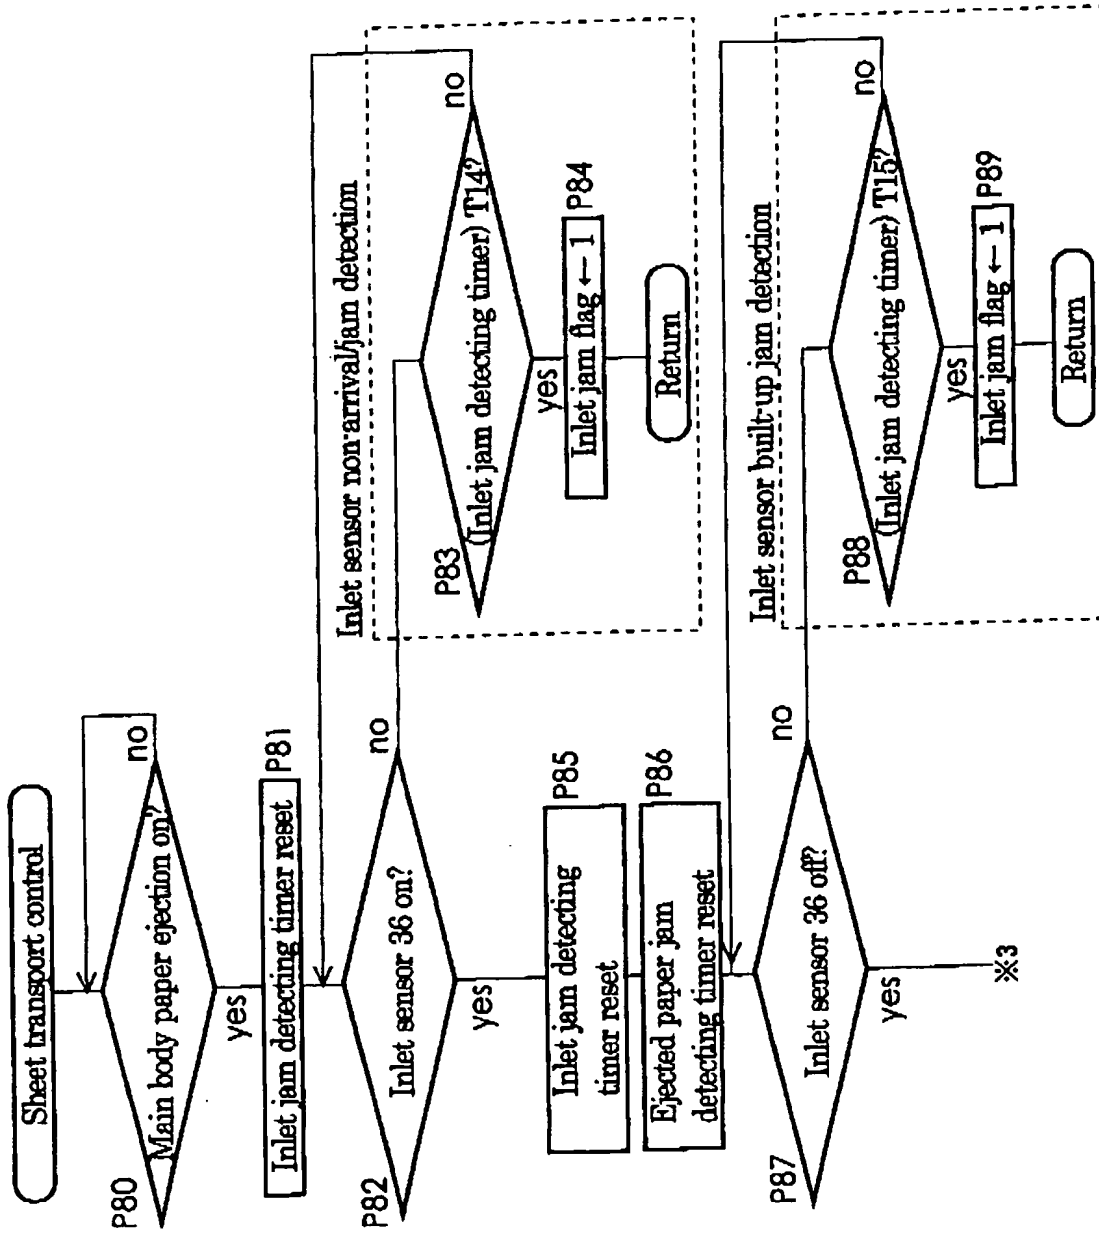 Sheet transport control
P80
Main body paper ejection on?
no
yes
Inlet jam detecting timer reset
P81
P82
Inlet sensor 36 on?
no
yes
Inlet sensor non-arrival/jam detection
P83
(Inlet jam detecting timer) T14?
no
yes
Inlet jam flag ← 1
P84
Return
Inlet jam detecting
timer reset
P85
Ejected paper jam
detecting timer reset
P86
P87
Inlet sensor 36 off?
no
yes
※3
Inlet sensor built-up jam detection
P88
(Inlet jam detecting timer) T15?
no
yes
Inlet jam flag ← 1
P89
Return